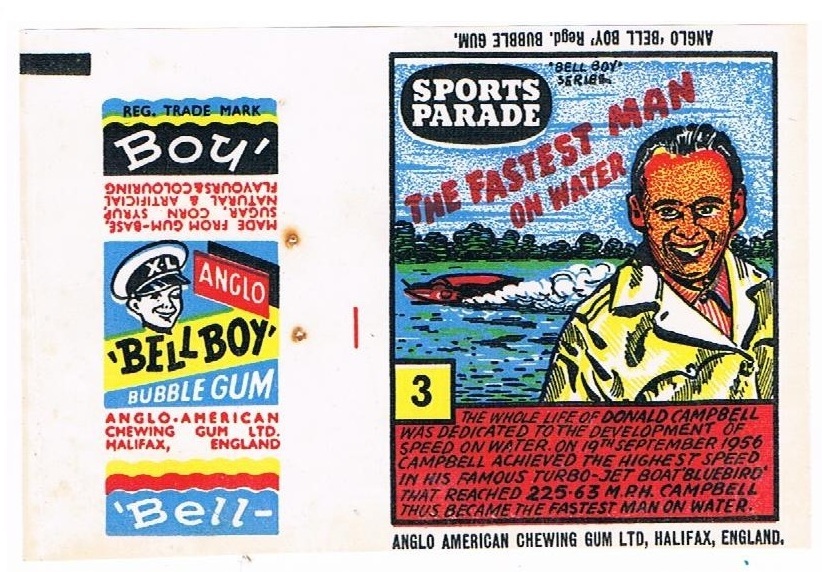 REG. TRADE MARK
Boy'
MADE FROM GUM-BASE,
SUGAR, CORN SYRUP,
NATURAL & ARTIFICIAL
FLAVOURS & COLOURING
X-L
ANGLO
'BELL BOY'
BUBBLE GUM
ANGLO-AMERICAN
CHEWING GUM LTD.
HALIFAX, ENGLAND
'Bell-
ANGLO 'BELL BOY' Regd. BUBBLE GUM.
"BELL BOY"
SERIES.
SPORTS
PARADE
THE FASTEST MAN
ON WATER
3
THE WHOLE LIFE OF DONALD CAMPBELL
WAS DEDICATED TO THE DEVELOPMENT OF
SPEED ON WATER. ON 19TH SEPTEMBER 1956
CAMPBELL ACHIEVED THE HIGHEST SPEED
IN HIS FAMOUS TURBO-JET BOAT 'BLUEBIRD'
THAT REACHED 225·63 M.P.H. CAMPBELL
THUS BECAME THE FASTEST MAN ON WATER.
ANGLO AMERICAN CHEWING GUM LTD, HALIFAX, ENGLAND.